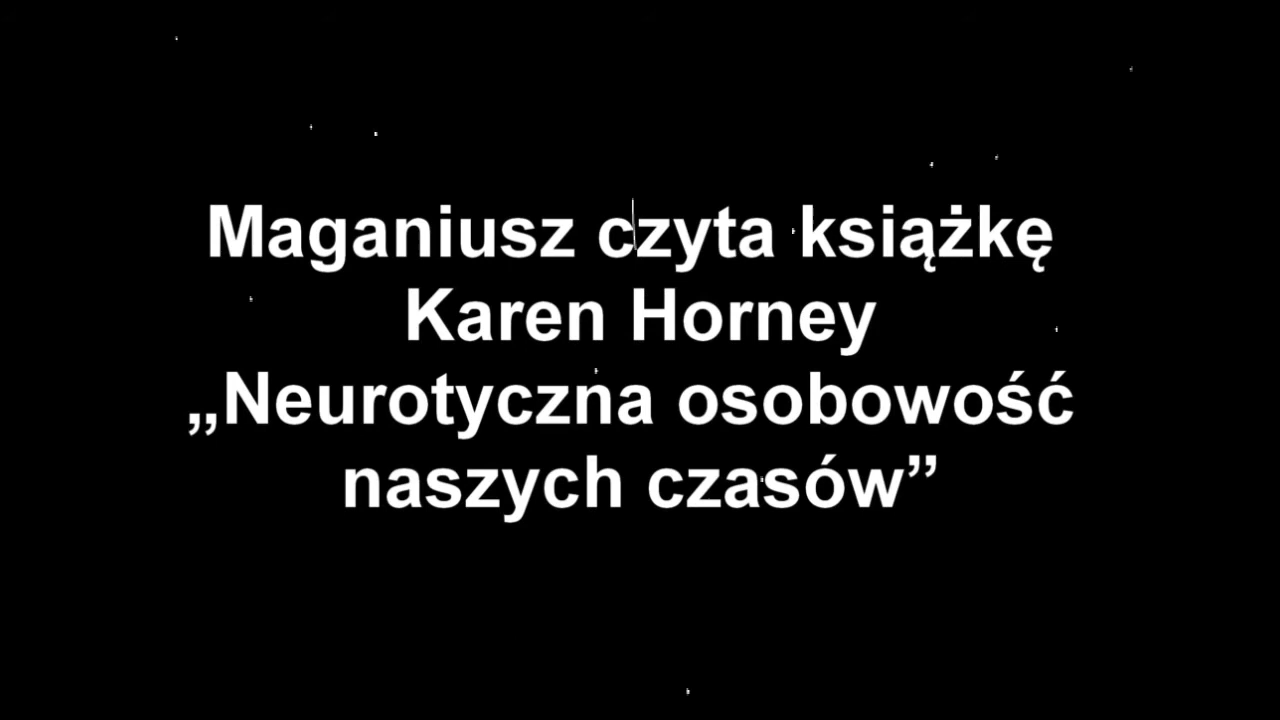 Maganiusz czyta książkę
Karen Horney
„Neurotyczna osobowość
naszych czasów”